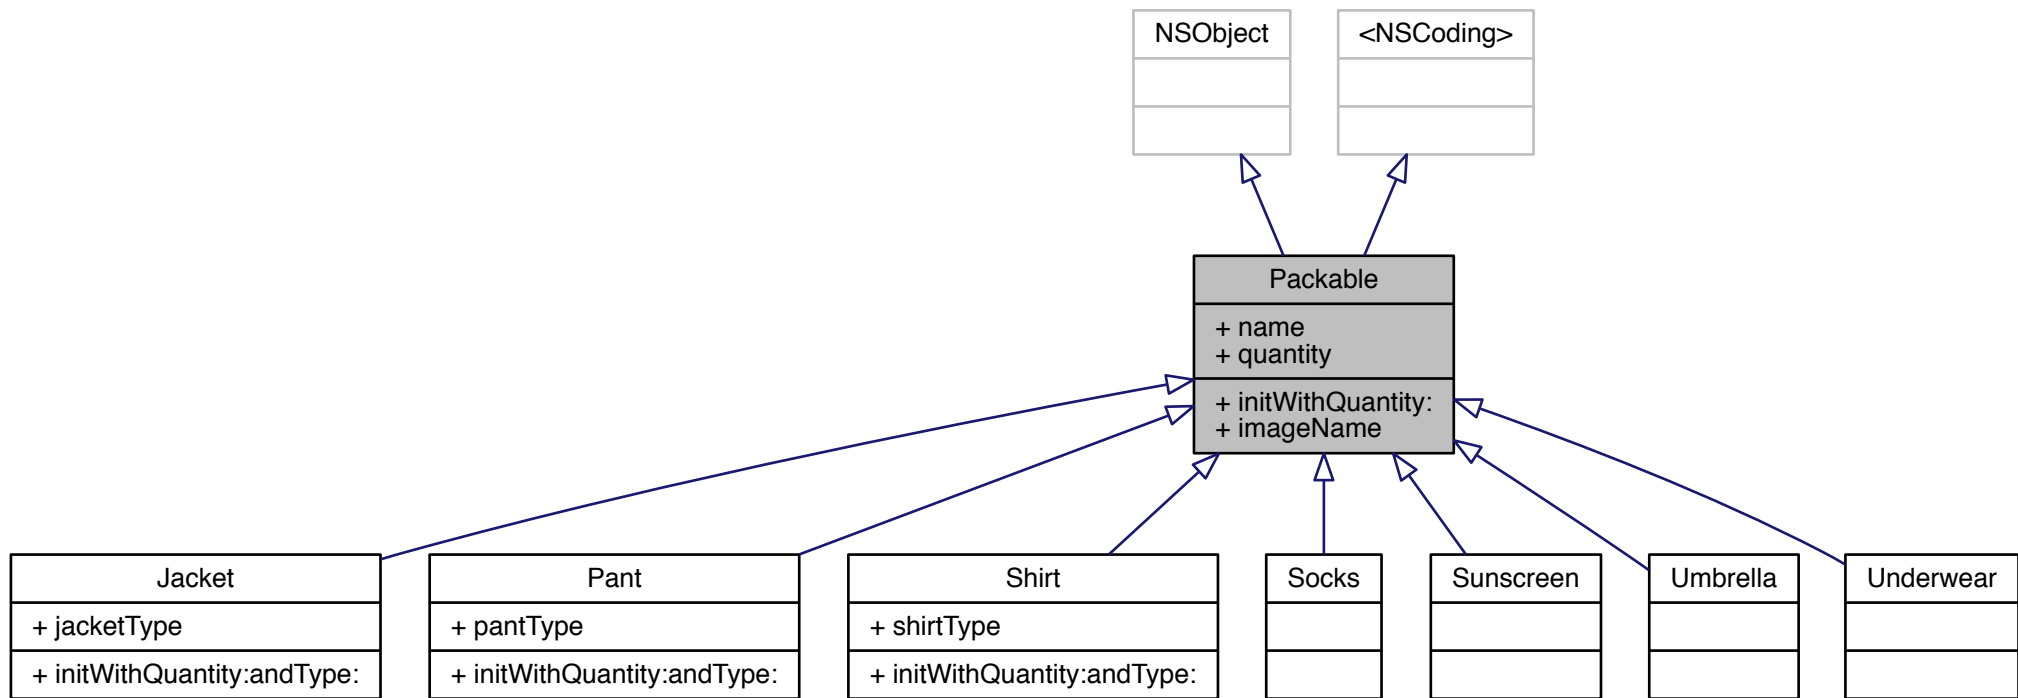 NSObject
<NSCoding>
Packable
+ name
+ quantity
+ initWithQuantity:
+ imageName
Jacket
+ jacketType
+ initWithQuantity:andType:
Pant
+ pantType
+ initWithQuantity:andType:
Shirt
+ shirtType
+ initWithQuantity:andType:
Socks
Sunscreen
Umbrella
Underwear